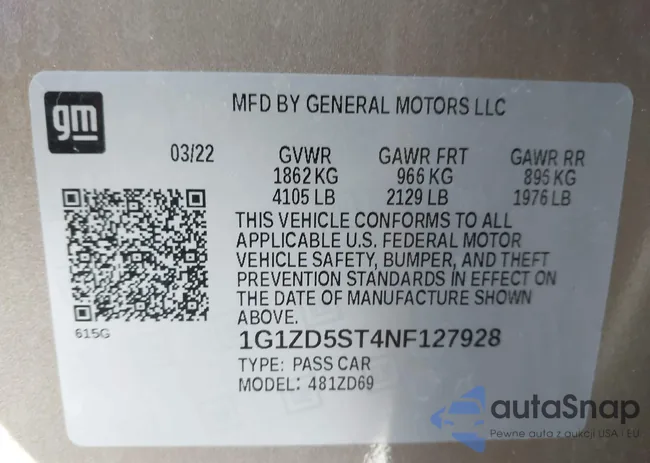 gm
MFD BY GENERAL MOTORS LLC
03/22 GVWR GAWR FRT GAWR RR
1862 KG 966 KG 896 KG
4105 LB 2129 LB 1976 LB
THIS VEHICLE CONFORMS TO ALL
APPLICABLE U.S. FEDERAL MOTOR
VEHICLE SAFETY, BUMPER, AND THEFT
PREVENTION STANDARDS IN EFFECT ON
THE DATE OF MANUFACTURE SHOWN
ABOVE.
615G
1G1ZD5ST4NF127928
TYPE: PASS CAR
MODEL: 481ZD69
autaSnap
Pewne auta z aukcji USA - EU